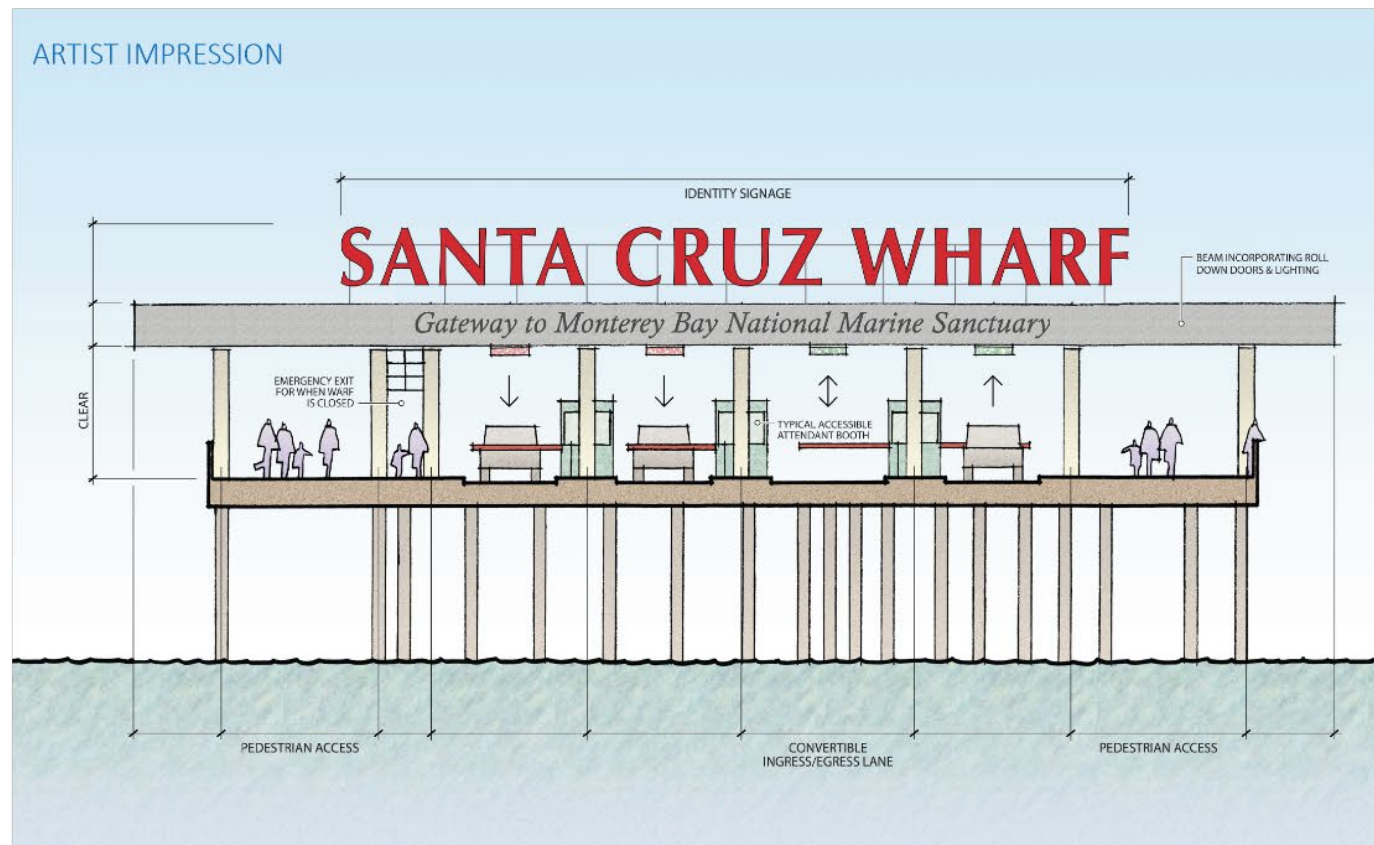 ARTIST IMPRESSION
IDENTITY SIGNAGE
SANTA CRUZ WHARF
BEAM INCORPORATING ROLL
DOWN DOORS & LIGHTING
Gateway to Monterey Bay National Marine Sanctuary
EMERGENCY EXIT
FOR WHEN WARF
IS CLOSED
CLEAR
TYPICAL ACCESSIBLE
ATTENDANT BOOTH
PEDESTRIAN ACCESS
CONVERTIBLE
INGRESS/EGRESS LANE
PEDESTRIAN ACCESS